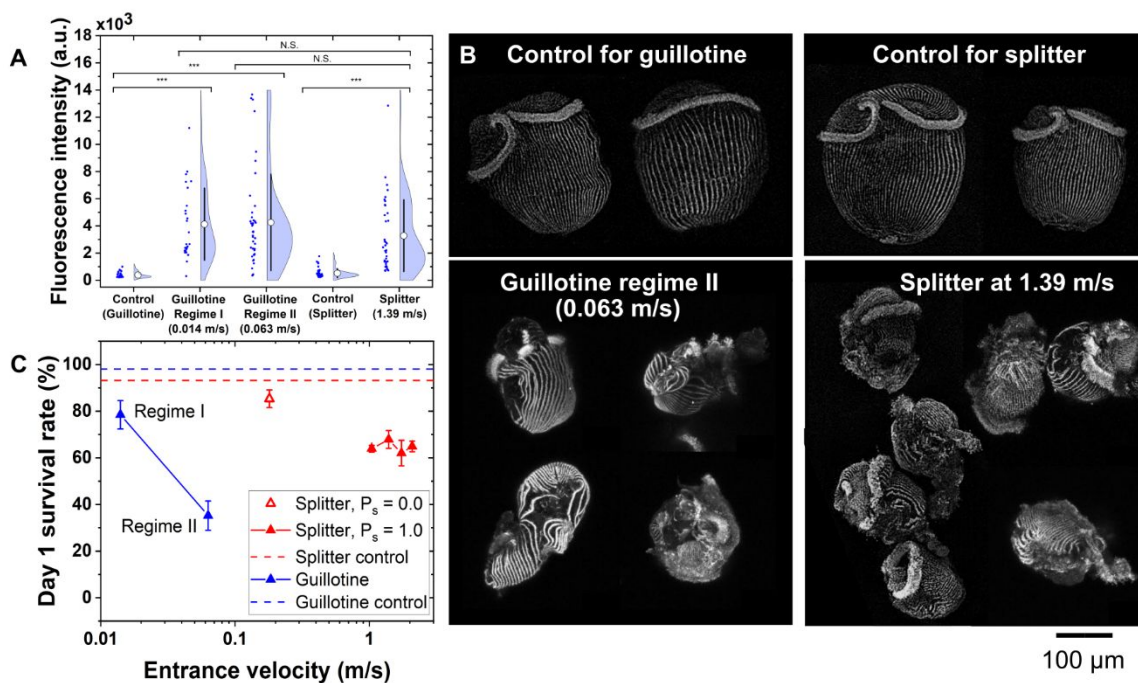 A
×10³
Fluorescence intensity (a.u.)
N.S.
N.S.
***
***
***
18
16
14
12
10
8
6
4
2
0
Control
(Guillotine)
Guillotine
Regime I
(0.014 m/s)
Guillotine
Regime II
(0.063 m/s)
Control
(Splitter)
Splitter
(1.39 m/s)
B
Control for guillotine
Control for splitter
Guillotine regime II
(0.063 m/s)
Splitter at 1.39 m/s
100 µm
C
Day 1 survival rate (%)
100
80
60
40
20
0
Regime I
Regime II
Splitter, Pₛ = 0.0
Splitter, Pₛ = 1.0
Splitter control
Guillotine
Guillotine control
0.01
0.1
1
Entrance velocity (m/s)